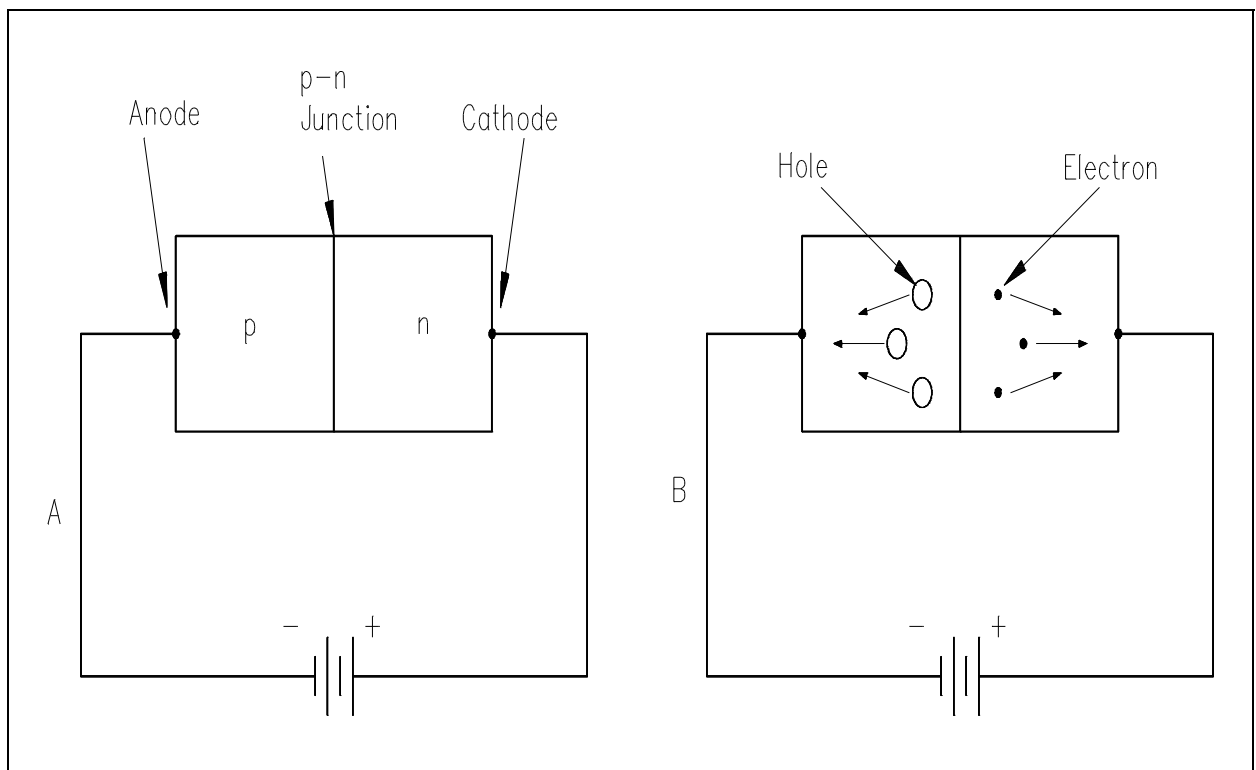 Anode
p-n
Junction
Cathode
Hole
Electron
p
n
A
B
- +
- +